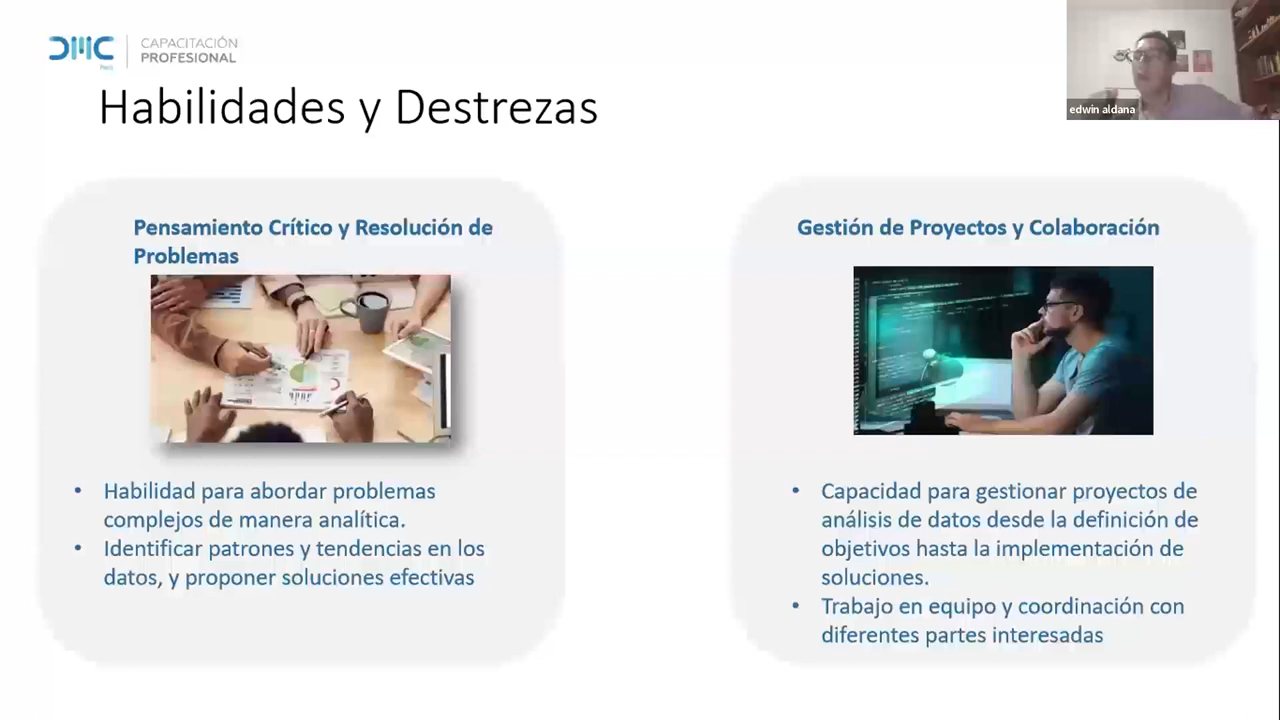 DMC
Perú
CAPACITACIÓN
PROFESIONAL
edwin aldana
Habilidades y Destrezas
Pensamiento Crítico y Resolución de
Problemas
• Habilidad para abordar problemas
complejos de manera analítica.
• Identificar patrones y tendencias en los
datos, y proponer soluciones efectivas
Gestión de Proyectos y Colaboración
• Capacidad para gestionar proyectos de
análisis de datos desde la definición de
objetivos hasta la implementación de
soluciones.
• Trabajo en equipo y coordinación con
diferentes partes interesadas